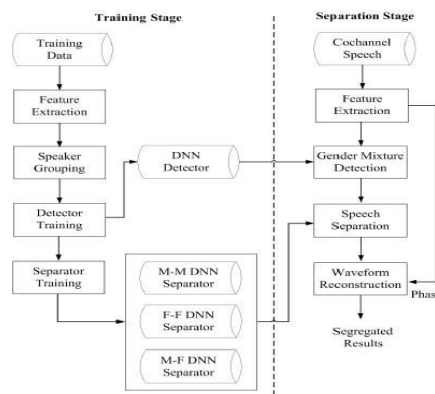 Training Stage
Separation Stage
Training
Data
Cochannel
Speech
Feature
Extraction
Feature
Extraction
Speaker
Grouping
DNN
Detector
Gender Mixture
Detection
Detector
Training
Speech
Separation
Separator
Training
M-M DNN
Separator
F-F DNN
Separator
M-F DNN
Separator
Waveform
Reconstruction
Phas
Segregated
Results